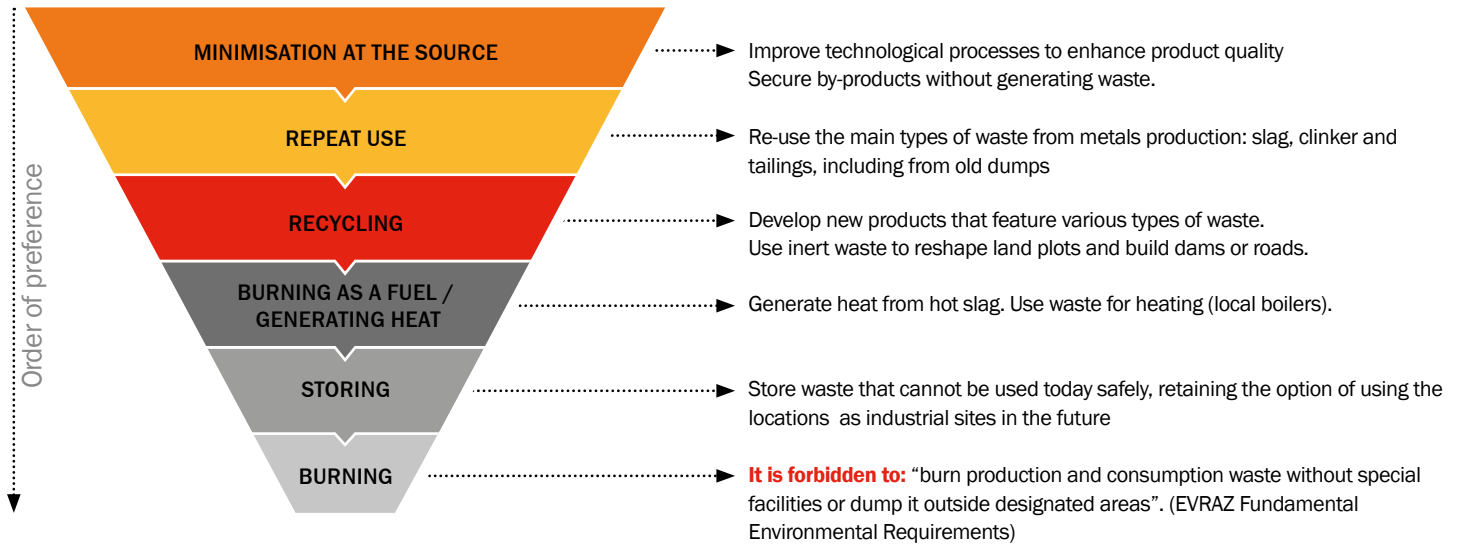 Order of preference
MINIMISATION AT THE SOURCE
Improve technological processes to enhance product quality
Secure by-products without generating waste.
REPEAT USE
Re-use the main types of waste from metals production: slag, clinker and
tailings, including from old dumps
RECYCLING
Develop new products that feature various types of waste.
Use inert waste to reshape land plots and build dams or roads.
BURNING AS A FUEL /
GENERATING HEAT
Generate heat from hot slag. Use waste for heating (local boilers).
STORING
Store waste that cannot be used today safely, retaining the option of using the
locations as industrial sites in the future
BURNING
It is forbidden to: “burn production and consumption waste without special
facilities or dump it outside designated areas”. (EVRAZ Fundamental
Environmental Requirements)